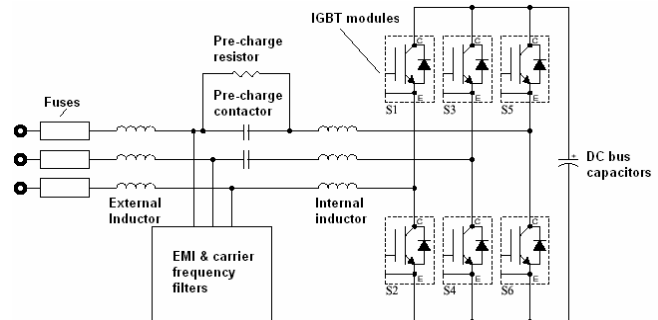 IGBT modules
Pre-charge
resistor
Pre-charge
contactor
Fuses
C
C
C
E
E
E
S1
S3
S5
DC bus
capacitors
+
External
Inductor
Internal
inductor
EMI & carrier
frequency
filters
C
C
C
E
E
E
S2
S4
S6